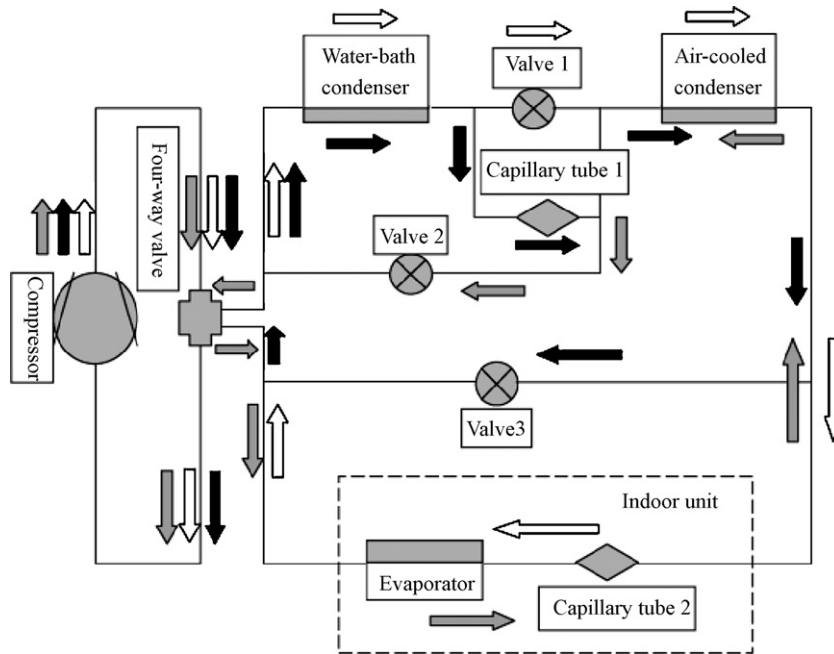 Water-bath
condenser
Valve 1
Air-cooled
condenser
Four-way
valve
Capillary tube 1
Valve 2
Compressor
Valve3
Indoor unit
Evaporator
Capillary tube 2